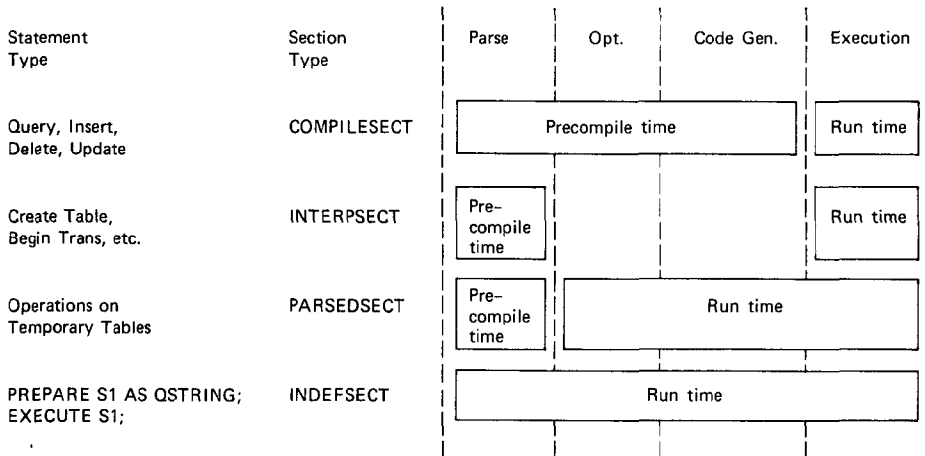 Statement Type
Section Type
Parse
Opt.
Code Gen.
Execution
Query, Insert,
Delete, Update
COMPILESECT
Precompile time
Run time
Create Table,
Begin Trans, etc.
INTERPSECT
Pre-
compile
time
Run time
Operations on
Temporary Tables
PARSEDSECT
Pre-
compile
time
Run time
PREPARE S1 AS QSTRING;
EXECUTE S1;
INDEFSECT
Run time